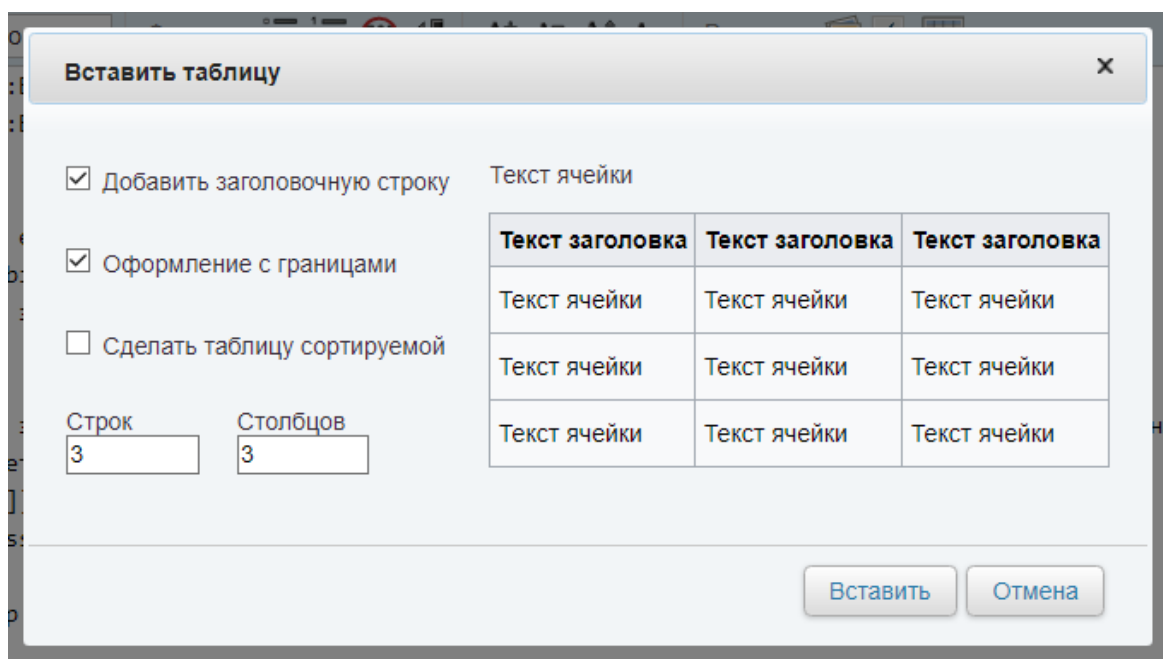 Вставить таблицу
Добавить заголовочную строку
Оформление с границами
Сделать таблицу сортируемой
Строк Столбцов
3 3
Текст ячейки
Текст заголовка Текст заголовка Текст заголовка
Текст ячейки Текст ячейки Текст ячейки
Текст ячейки Текст ячейки Текст ячейки
Текст ячейки Текст ячейки Текст ячейки
Вставить Отмена